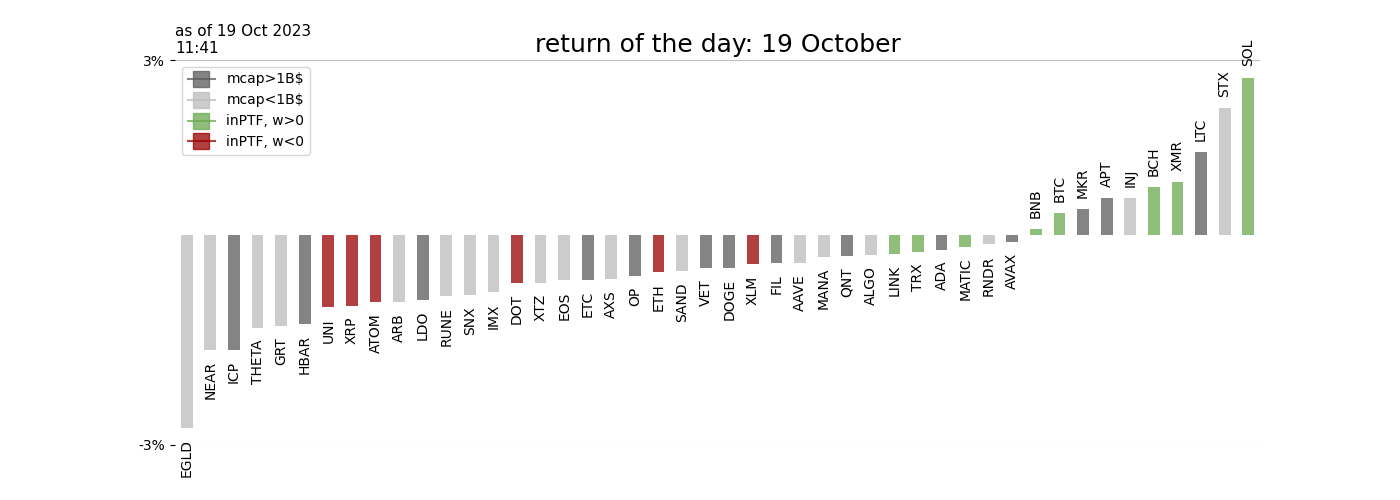 as of 19 Oct 2023
11:41
return of the day: 19 October
3%
mcap>1B$
mcap<1B$
inPTF, w>0
inPTF, w<0
-3%
EGLD
NEAR
ICP
THETA
GRT
HBAR
UNI
XRP
ATOM
ARB
LDO
RUNE
SNX
IMX
DOT
XTZ
EOS
ETC
AXS
OP
ETH
SAND
VET
DOGE
XLM
FIL
AAVE
MANA
QNT
ALGO
LINK
TRX
ADA
MATIC
RNDR
AVAX
BNB
BTC
MKR
APT
INJ
BCH
XMR
LTC
STX
SOL